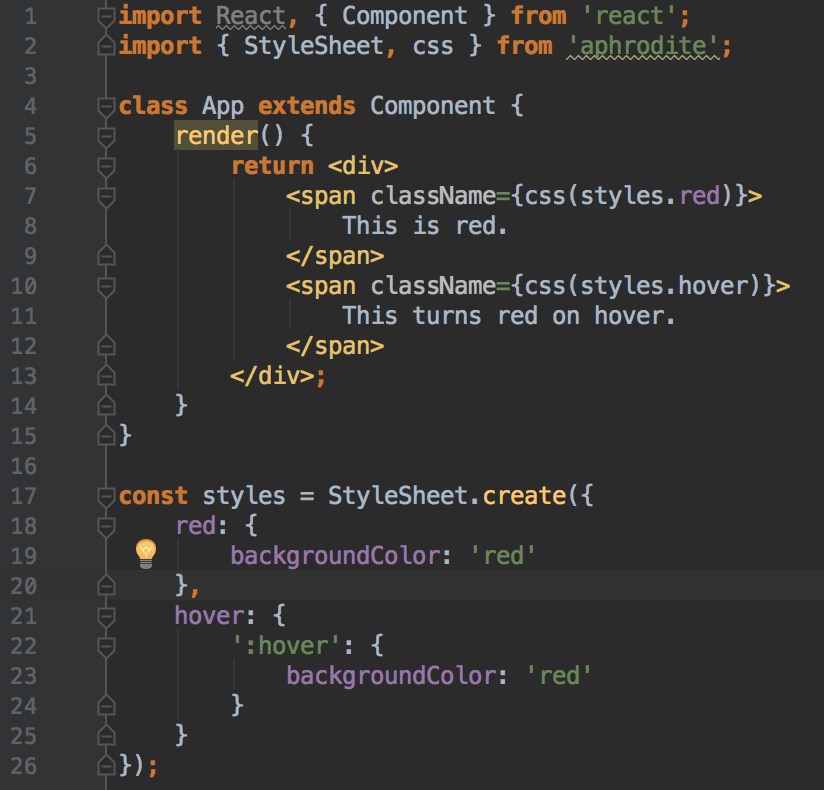 1 import React, { Component } from 'react';
2 import { StyleSheet, css } from 'aphrodite';
3
4 class App extends Component {
5     render() {
6         return <div>
7             <span className={css(styles.red)}>
8                 This is red.
9             </span>
10             <span className={css(styles.hover)}>
11                 This turns red on hover.
12             </span>
13         </div>;
14     }
15 }
16
17 const styles = StyleSheet.create({
18     red: {
19         backgroundColor: 'red'
20     },
21     hover: {
22         ':hover': {
23             backgroundColor: 'red'
24         }
25     }
26 });